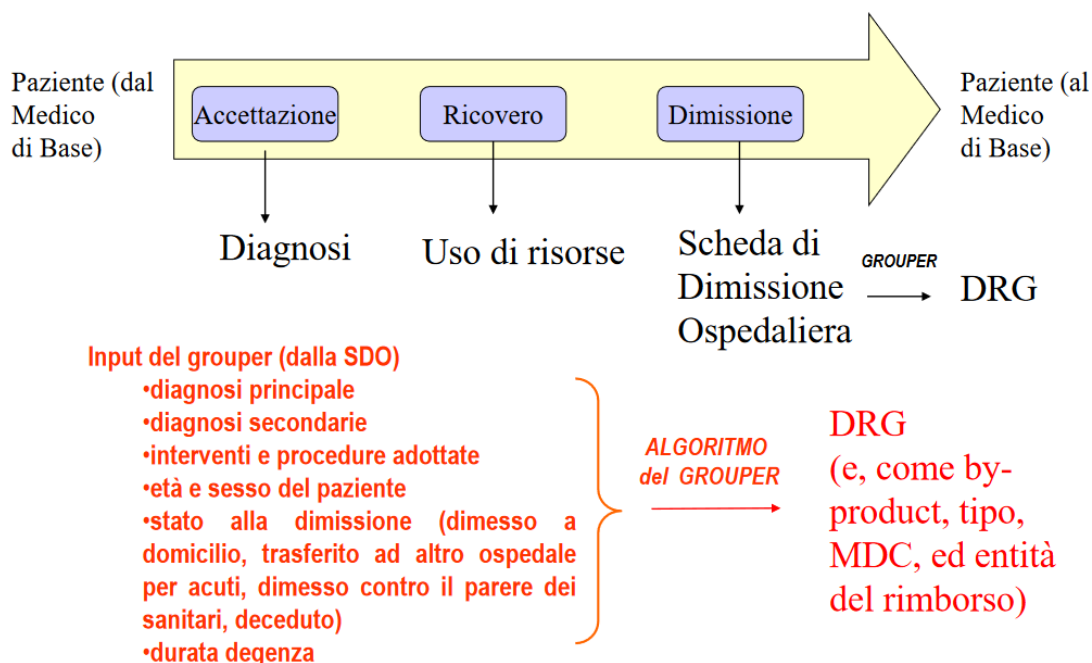 Paziente (dal
Medico
di Base)
Accettazione
Ricovero
Dimissione
Paziente (al
Medico
di Base)
Diagnosi
Uso di risorse
Scheda di
Dimissione
Ospedaliera
GROUPER
DRG
Input del grouper (dalla SDO)
•diagnosi principale
•diagnosi secondarie
•interventi e procedure adottate
•età e sesso del paziente
•stato alla dimissione (dimesso a
domicilio, trasferito ad altro ospedale
per acuti, dimesso contro il parere dei
sanitari, deceduto)
•durata degenza
ALGORITMO
del GROUPER
DRG
(e, come by-
product, tipo,
MDC, ed entità
del rimborso)